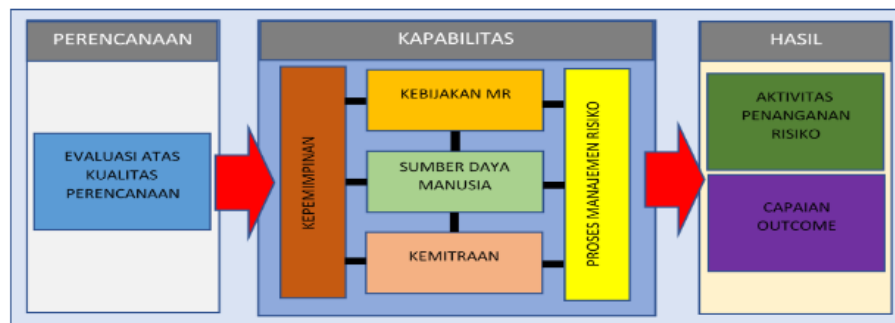 PERENCANAAN
EVALUASI ATAS
KUALITAS
PERENCANAAN
KAPABILITAS
KEPEMIMPINAN
KEBIJAKAN MR
SUMBER DAYA
MANUSIA
KEMITRAAN
PROSES MANAJEMEN RISIKO
HASIL
AKTIVITAS
PENANGANAN
RISIKO
CAPAIAN
OUTCOME